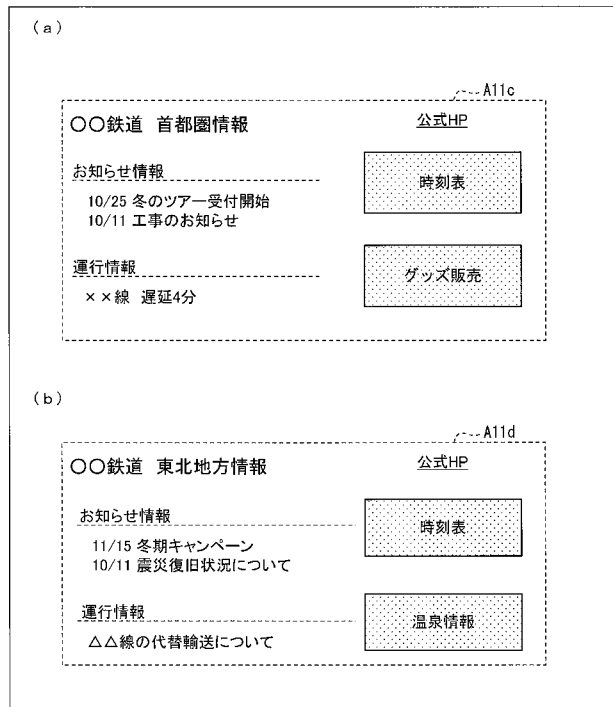 (a)
A11c
〇〇鉄道 首都圏情報
公式HP
お知らせ情報
10/25 冬のツアー受付開始
10/11 工事のお知らせ
時刻表
運行情報
××線 遅延4分
グッズ販売
(b)
A11d
〇〇鉄道 東北地方情報
公式HP
お知らせ情報
11/15 冬期キャンペーン
10/11 震災復旧状況について
時刻表
運行情報
△△線の代替輸送について
温泉情報